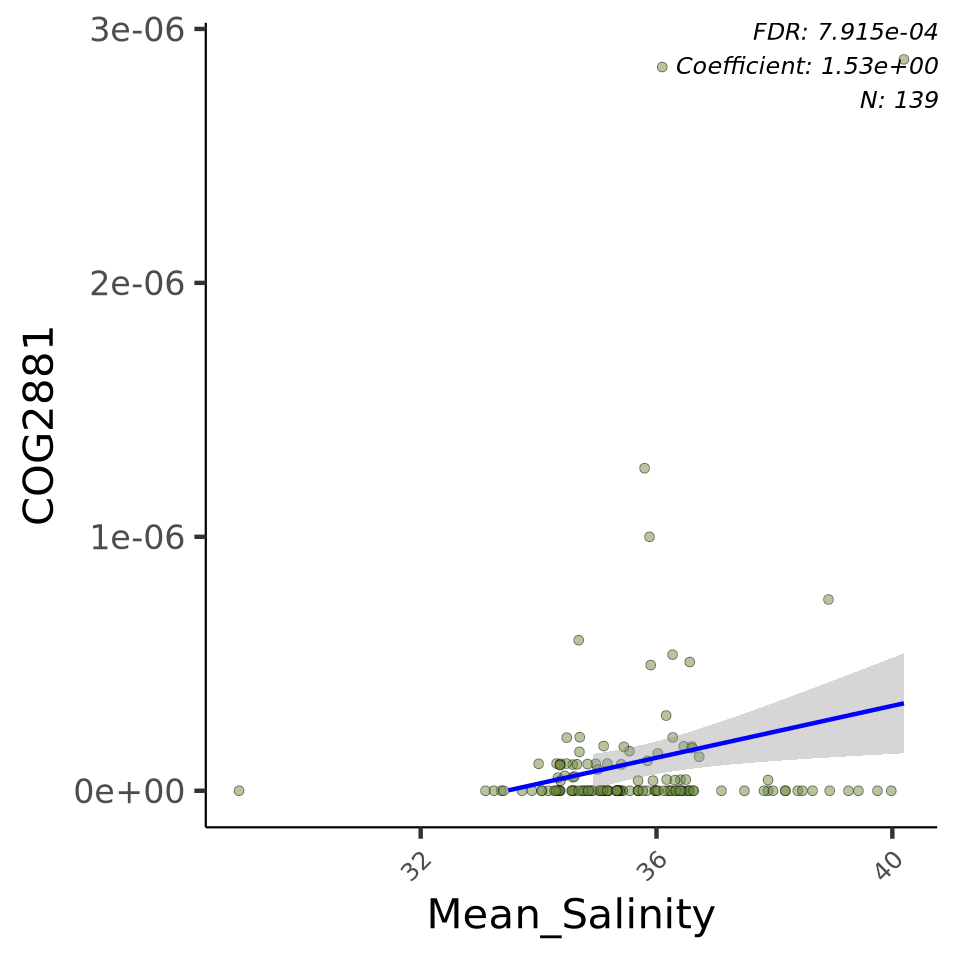 FDR: 7.915e-04
Coefficient: 1.53e+00
N: 139
3e-06
2e-06
1e-06
0e+00
COG2881
32
36
40
Mean_Salinity